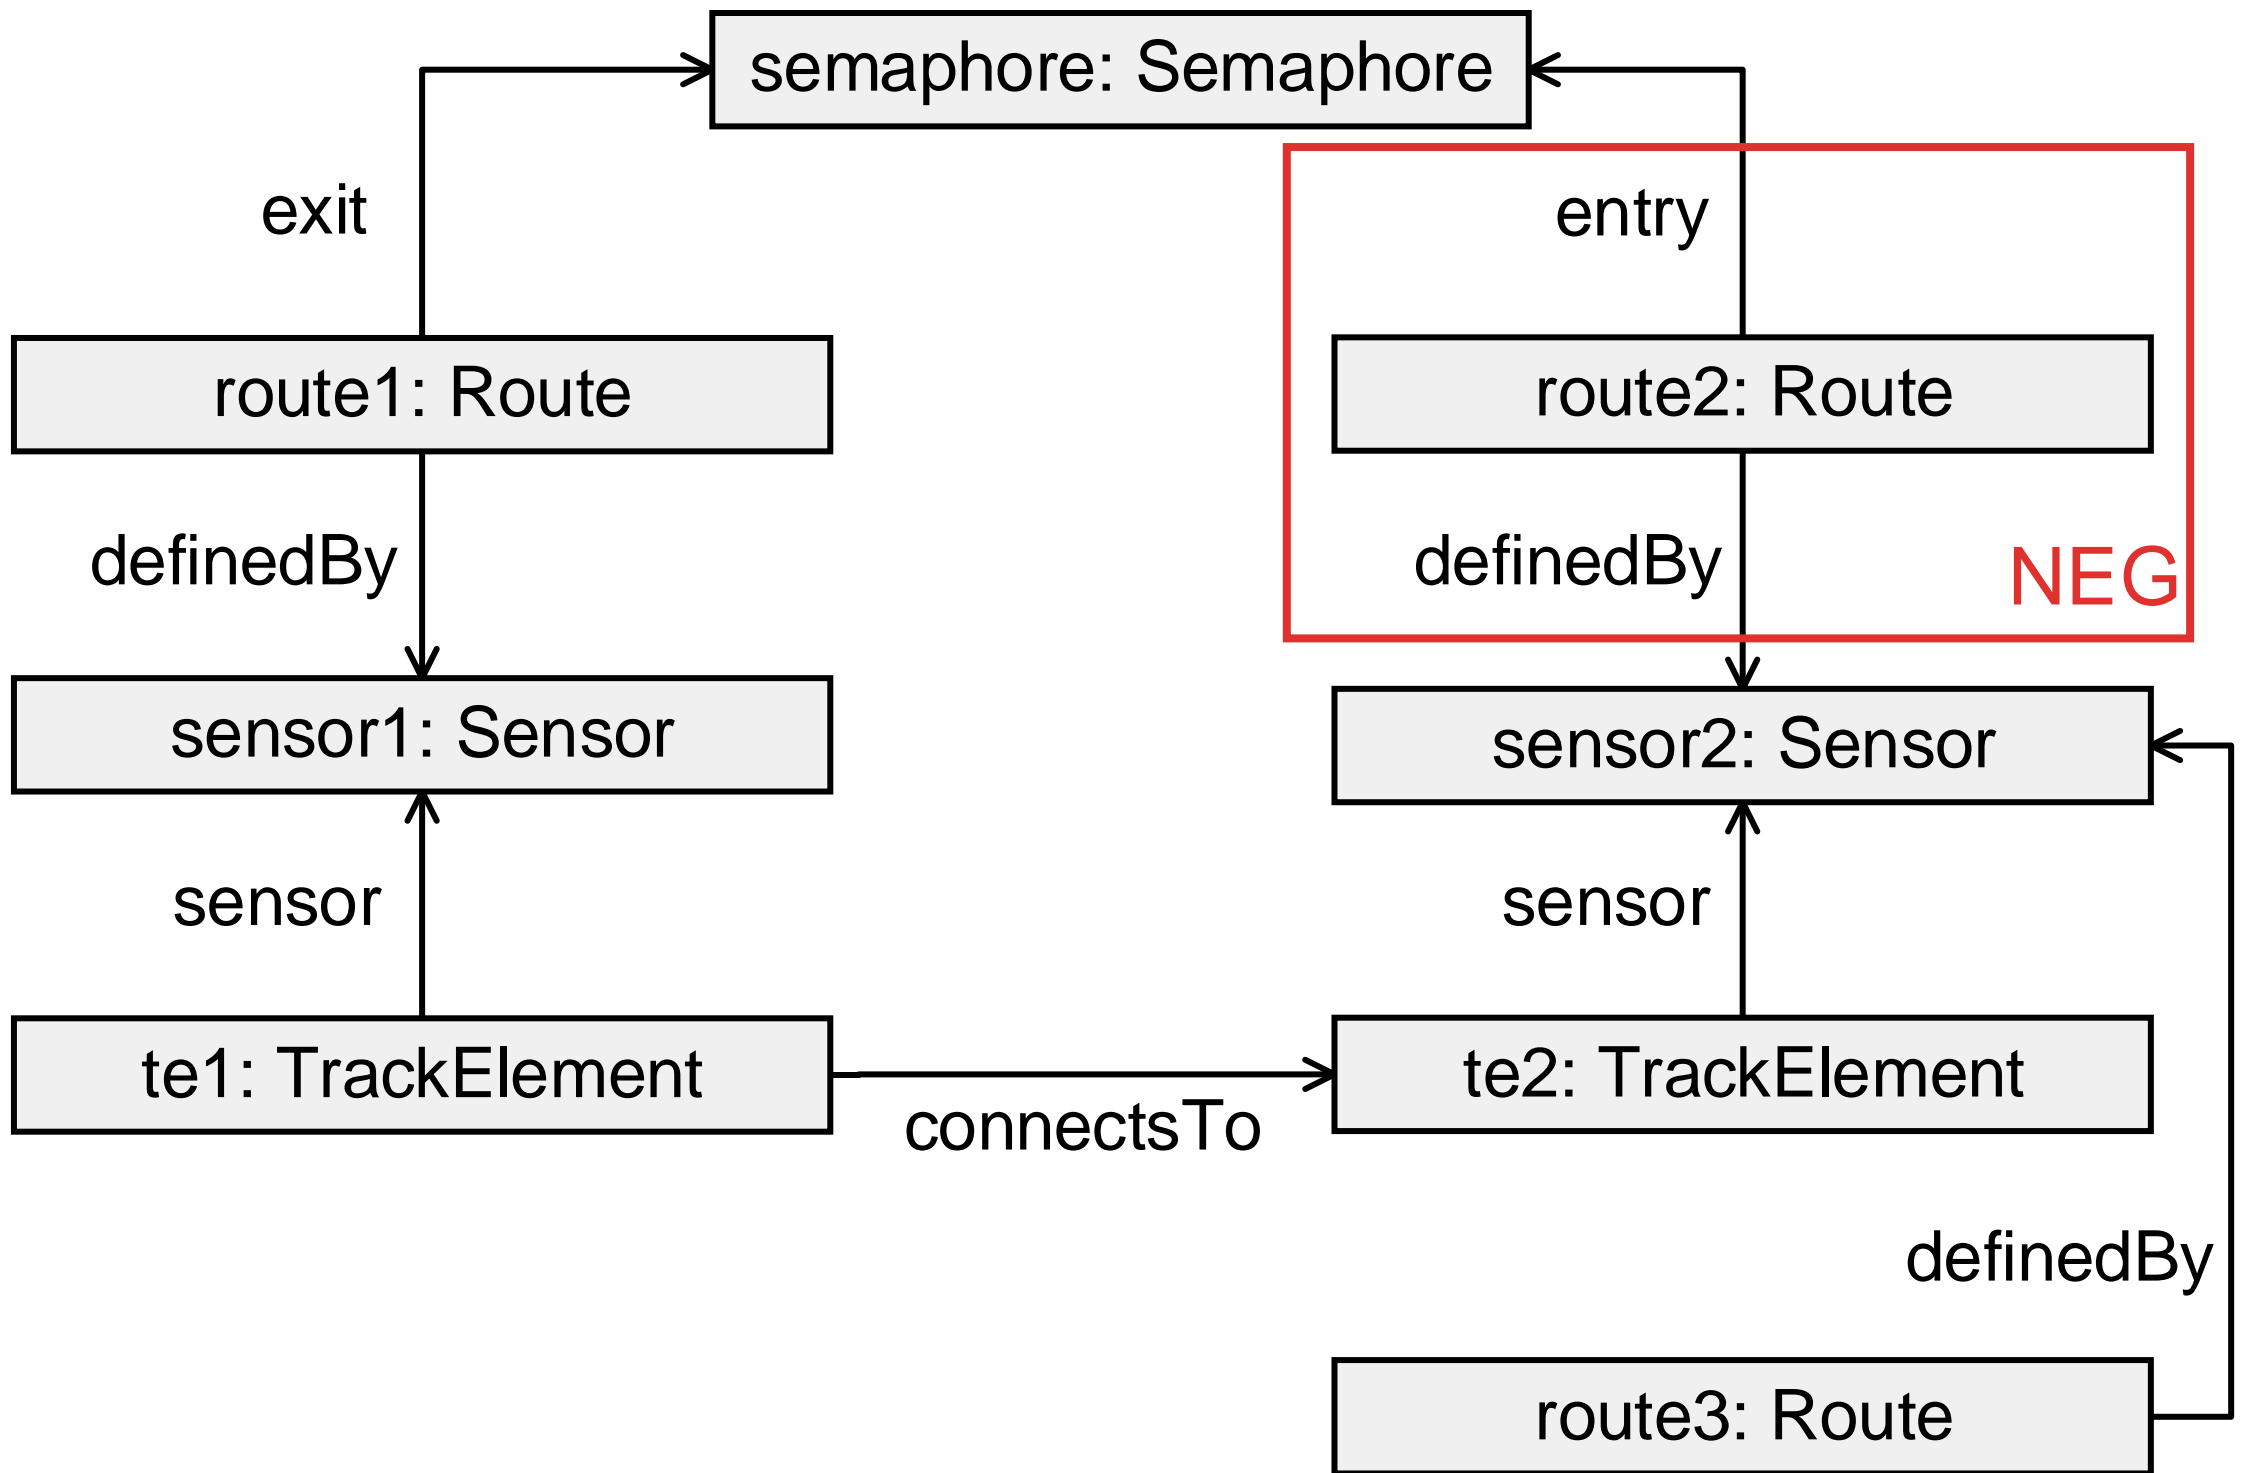 semaphore: Semaphore
exit
entry
route1: Route
route2: Route
definedBy
definedBy
NEG
sensor1: Sensor
sensor2: Sensor
sensor
sensor
te1: TrackElement
te2: TrackElement
connectsTo
definedBy
route3: Route